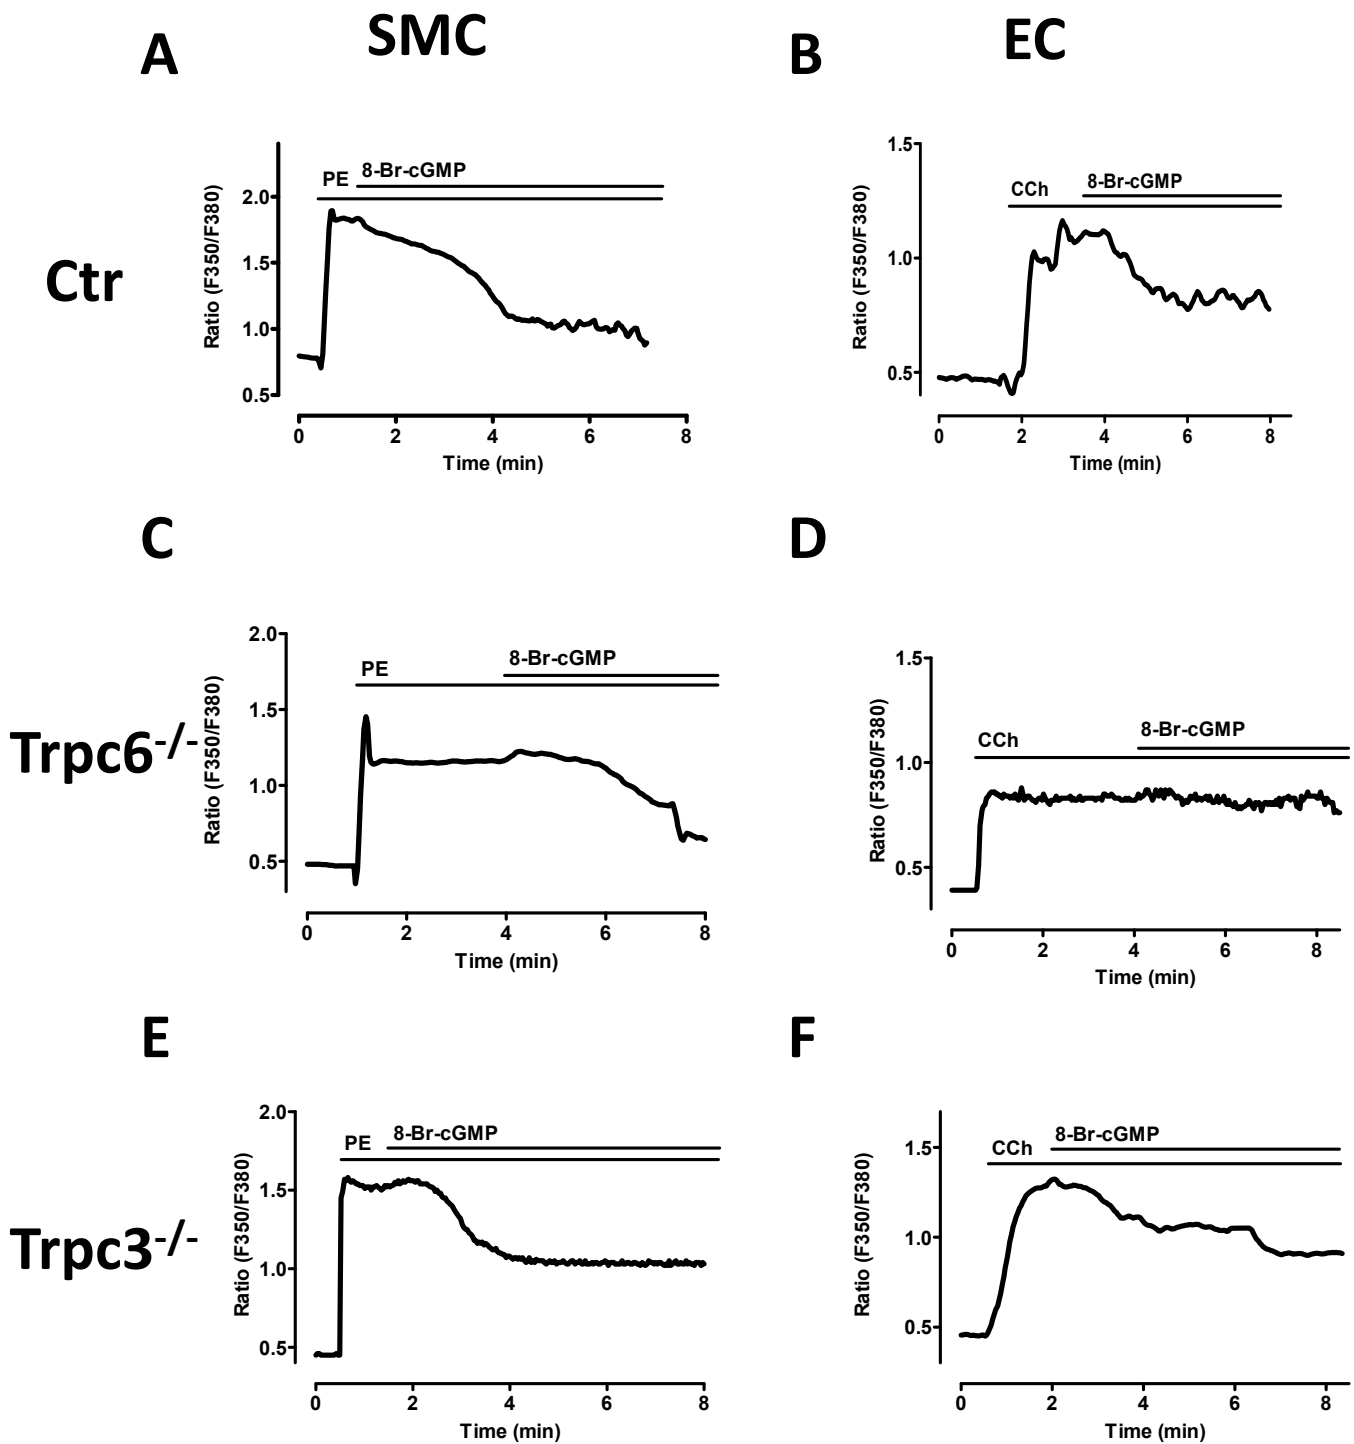 A
SMC
B
EC
Ctr
PE
8-Br-cGMP
Ratio (F350/F380)
2.0
1.5
1.0
0.5
0 2 4 6 8
Time (min)
CCh
8-Br-cGMP
Ratio (F350/F380)
1.5
1.0
0.5
0 2 4 6 8
Time (min)
C
D
Trpc6-/-
PE
8-Br-cGMP
Ratio (F350/F380)
2.0
1.5
1.0
0.5
0 2 4 6 8
Time (min)
CCh
8-Br-cGMP
Ratio (F350/F380)
1.5
1.0
0.5
0 2 4 6 8
Time (min)
E
F
Trpc3-/-
PE
8-Br-cGMP
Ratio (F350/F380)
2.0
1.5
1.0
0.5
0 2 4 6 8
Time (min)
CCh
8-Br-cGMP
Ratio (F350/F380)
1.5
1.0
0.5
0 2 4 6 8
Time (min)